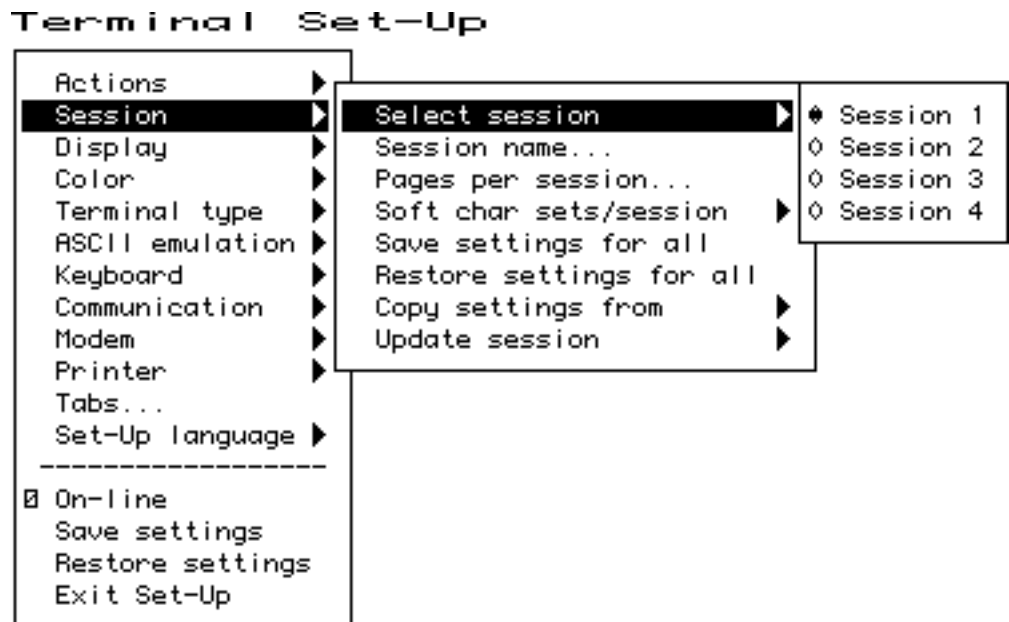 Terminal Set-Up
Actions
Session
Display
Color
Terminal type
ASCII emulation
Keyboard
Communication
Modem
Printer
Tabs...
Set-Up language
------------------
On-line
Save settings
Restore settings
Exit Set-Up
Select session
Session name...
Pages per session...
Soft char sets/session
Save settings for all
Restore settings for all
Copy settings from
Update session
Session 1
Session 2
Session 3
Session 4